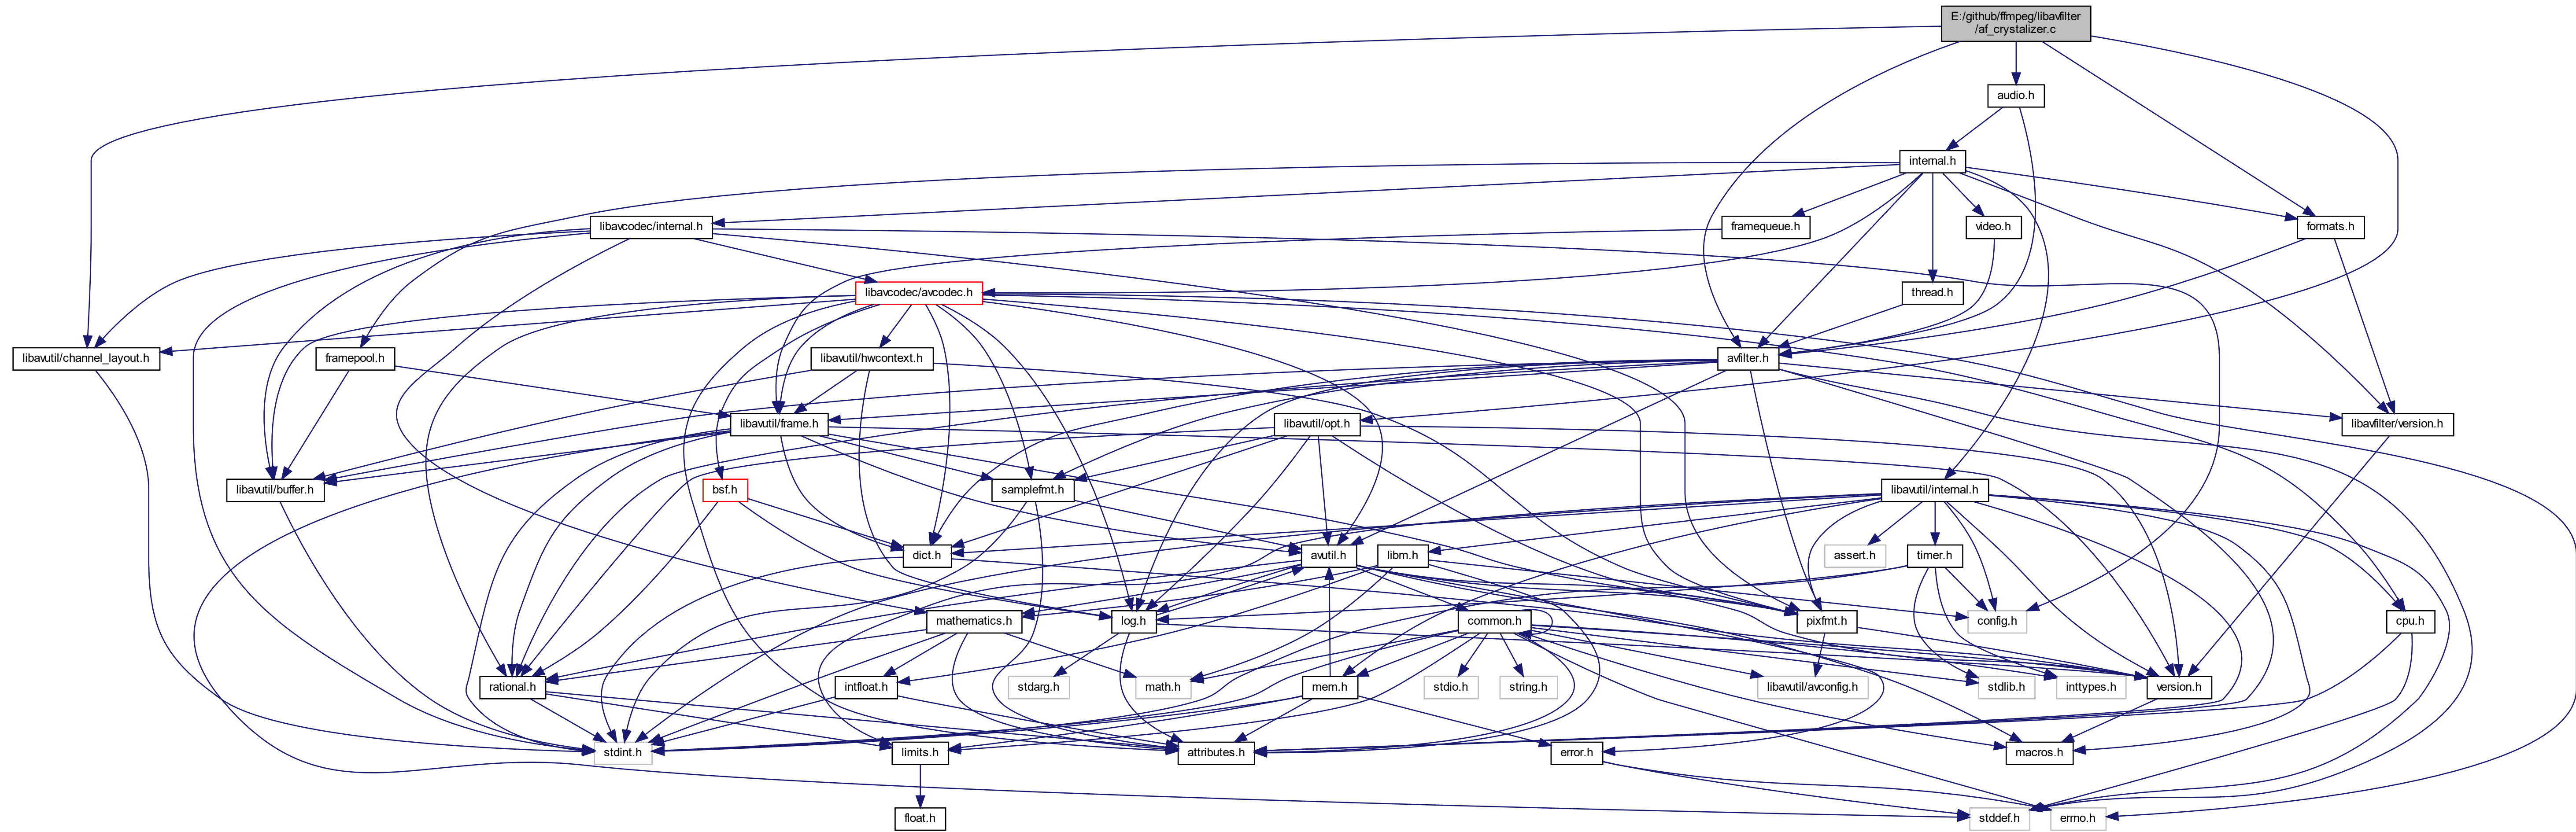 E:/github/ffmpeg/libavfilter
/af_crystalizer.c
audio.h
internal.h
libavcodec/internal.h
framequeue.h
video.h
formats.h
libavcodec/avcodec.h
thread.h
libavutil/channel_layout.h
framepool.h
libavutil/hwcontext.h
avfilter.h
libavutil/frame.h
libavutil/opt.h
libavfilter/version.h
libavutil/buffer.h
bsf.h
samplefmt.h
libavutil/internal.h
dict.h
avutil.h
libm.h
assert.h
timer.h
mathematics.h
log.h
common.h
pixfmt.h
config.h
cpu.h
rational.h
intfloat.h
stdarg.h
math.h
mem.h
stdio.h
string.h
libavutil/avconfig.h
stdlib.h
inttypes.h
version.h
stdint.h
limits.h
attributes.h
error.h
macros.h
float.h
stddef.h
errno.h